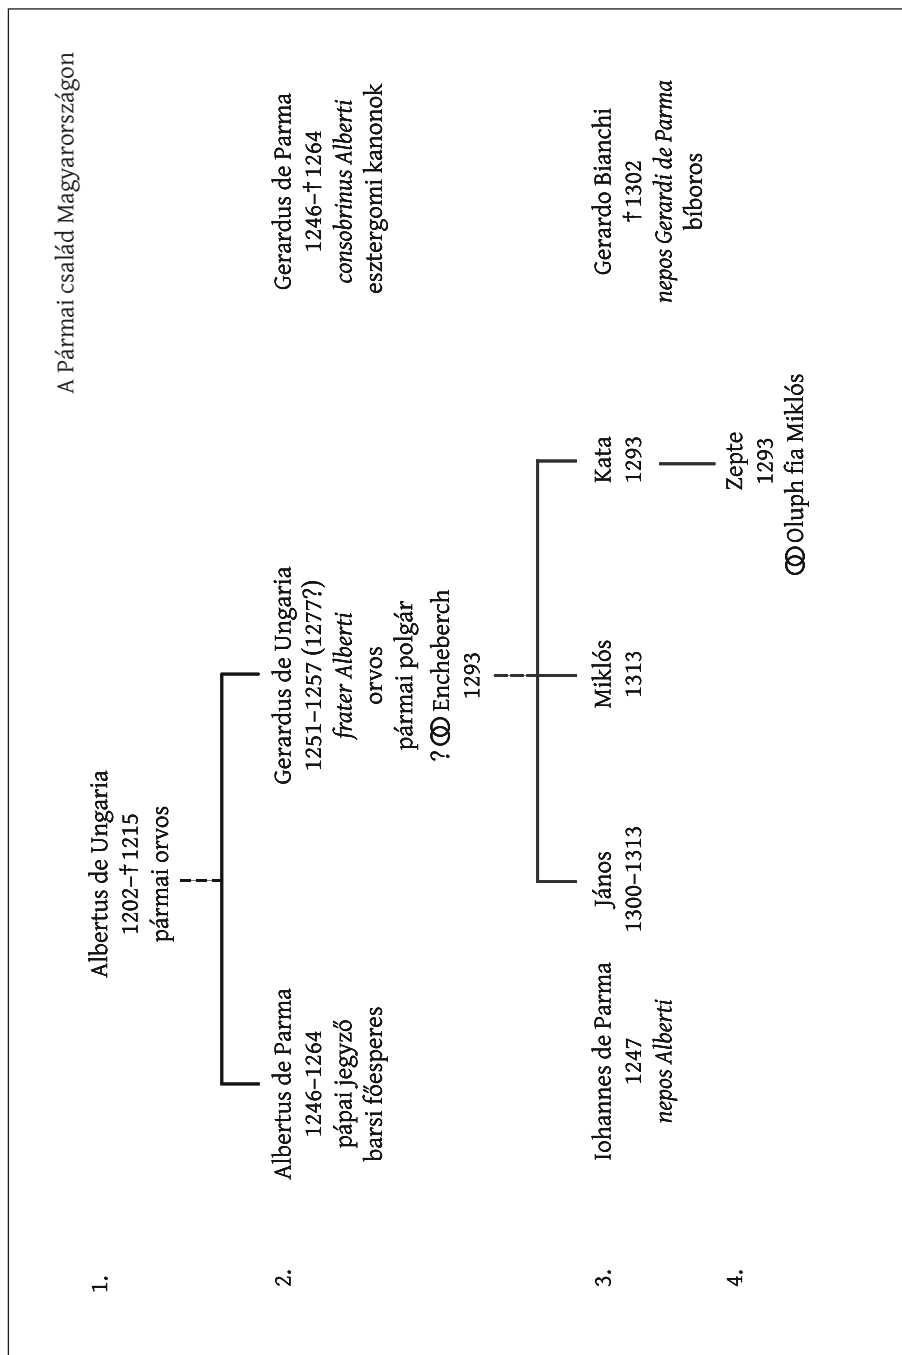 A Pármai család Magyarországon
1.
Albertus de Ungaria
1202–†1215
pármai orvos
2.
Albertus de Parma
1246–1264
pápai jegyző
barsi főesperes
Gerardus de Ungaria
1251–1257 (1277?)
frater Alberti
orvos
pármai polgár
? ⚭ Encheberch
1293
Gerardus de Parma
1246–†1264
consobrinus Alberti
esztergomi kanonok
3.
Iohannes de Parma
1247
nepos Alberti
János
1300–1313
Miklós
1313
Kata
1293
Gerardo Bianchi
†1302
nepos Gerardi de Parma
bíboros
4.
Zepte
1293
⚭ Oluph fia Miklós